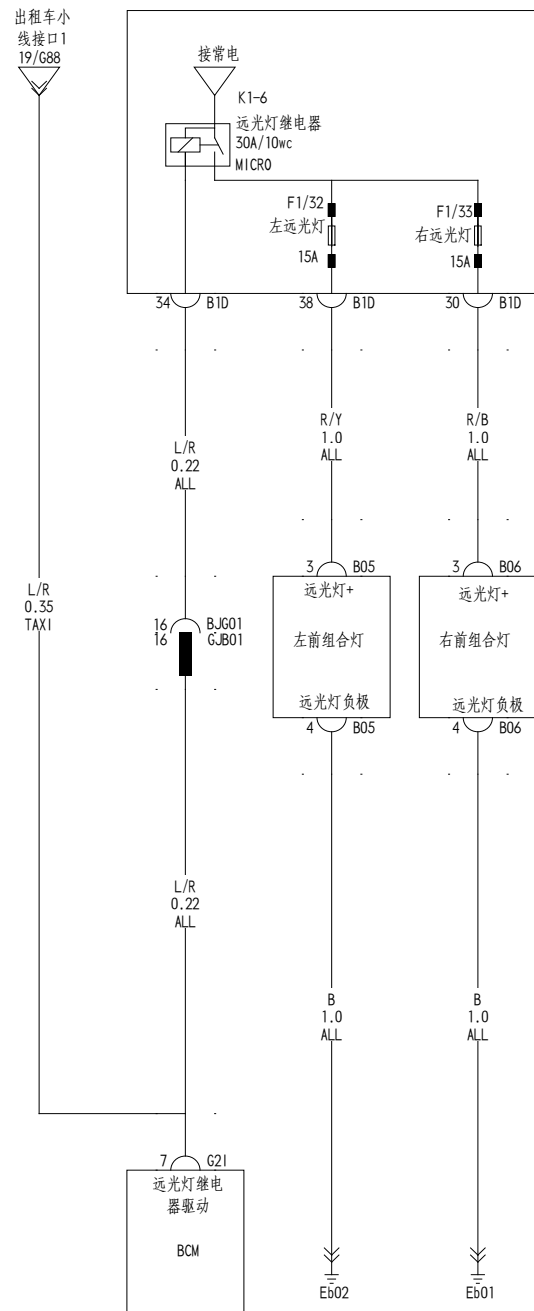 出租车小
线接口1
19/G88
接常电
K1-6
远光灯继电器
30A/10wc
MICRO
F1/32
左远光灯
15A
F1/33
右远光灯
15A
34 B1D
38 B1D
30 B1D
L/R
0.22
ALL
R/Y
1.0
ALL
R/B
1.0
ALL
L/R
0.35
TAXI
16 BJG01
16 GJB01
3 B05
远光灯+
左前组合灯
远光灯负极
4 B05
3 B06
远光灯+
右前组合灯
远光灯负极
4 B06
L/R
0.22
ALL
B
1.0
ALL
B
1.0
ALL
7 G2I
远光灯继电
器驱动
BCM
Eb02
Eb01